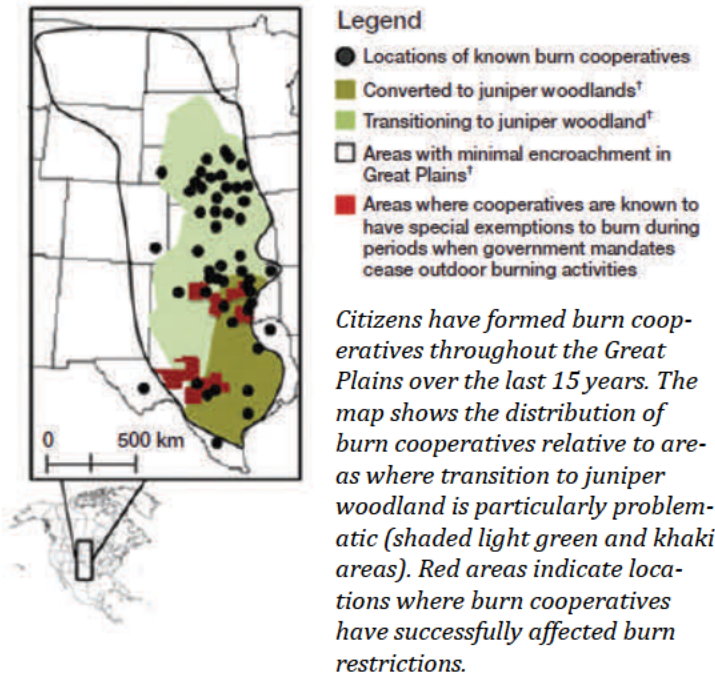 Legend
Locations of known burn cooperatives
Converted to juniper woodlands†
Transitioning to juniper woodland†
Areas with minimal encroachment in
Great Plains†
Areas where cooperatives are known to
have special exemptions to burn during
periods when government mandates
cease outdoor burning activities
Citizens have formed burn coop-
eratives throughout the Great
Plains over the last 15 years. The
map shows the distribution of
burn cooperatives relative to are-
as where transition to juniper
woodland is particularly problem-
atic (shaded light green and khaki
areas). Red areas indicate loca-
tions where burn cooperatives
have successfully affected burn
restrictions.
0 500 km